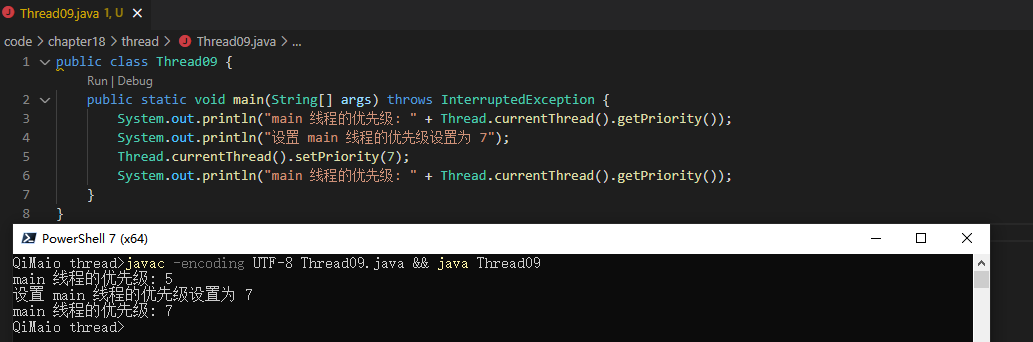 Thread09.java 1, U
code > chapter18 > thread > Thread09.java > ...
1 public class Thread09 {
Run | Debug
2 public static void main(String[] args) throws InterruptedException {
3 System.out.println("main 线程的优先级: " + Thread.currentThread().getPriority());
4 System.out.println("设置 main 线程的优先级设置为 7");
5 Thread.currentThread().setPriority(7);
6 System.out.println("main 线程的优先级: " + Thread.currentThread().getPriority());
7 }
8 }
PowerShell 7 (x64)
QiMaio thread>javac -encoding UTF-8 Thread09.java && java Thread09
main 线程的优先级: 5
设置 main 线程的优先级设置为 7
main 线程的优先级: 7
QiMaio thread>